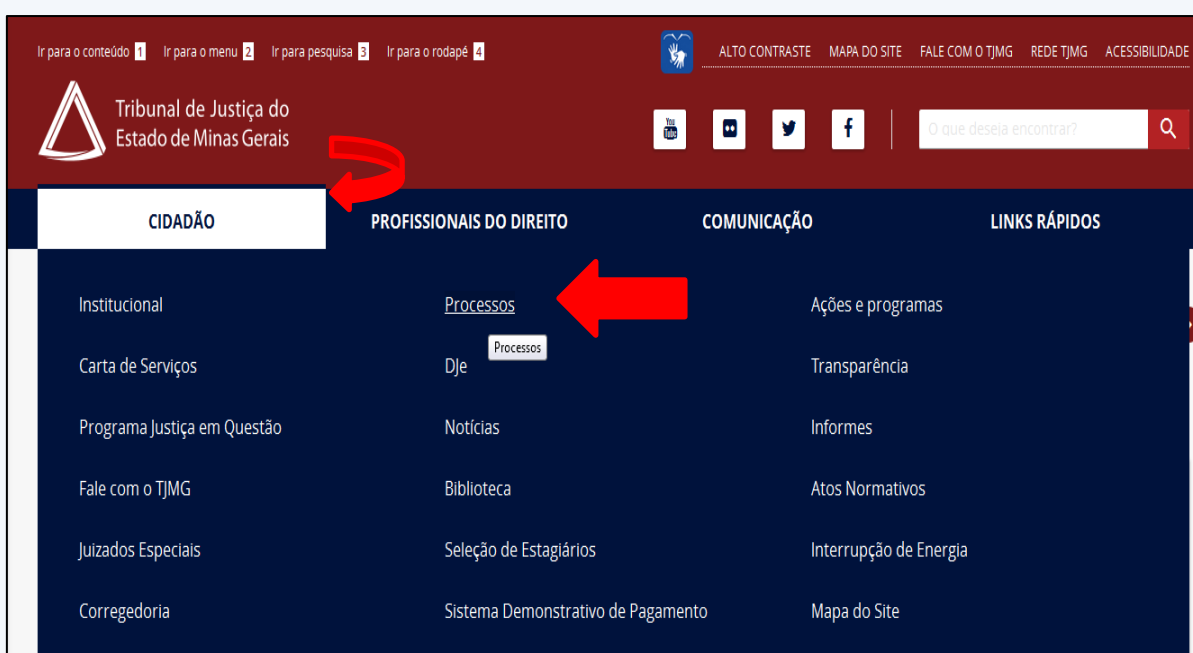 Ir para o conteúdo 1 Ir para o menu 2 Ir para pesquisa 3 Ir para o rodapé 4
ALTO CONTRASTE MAPA DO SITE FALE COM O TJMG REDE TJMG ACESSIBILIDADE
Tribunal de Justiça do
Estado de Minas Gerais
You
Tube
O que deseja encontrar?
CIDADÃO PROFISSIONAIS DO DIREITO COMUNICAÇÃO LINKS RÁPIDOS
Institucional Processos Ações e programas
Processos
Carta de Serviços DJe Transparência
Programa Justiça em Questão Notícias Informes
Fale com o TJMG Biblioteca Atos Normativos
Juizados Especiais Seleção de Estagiários Interrupção de Energia
Corregedoria Sistema Demonstrativo de Pagamento Mapa do Site